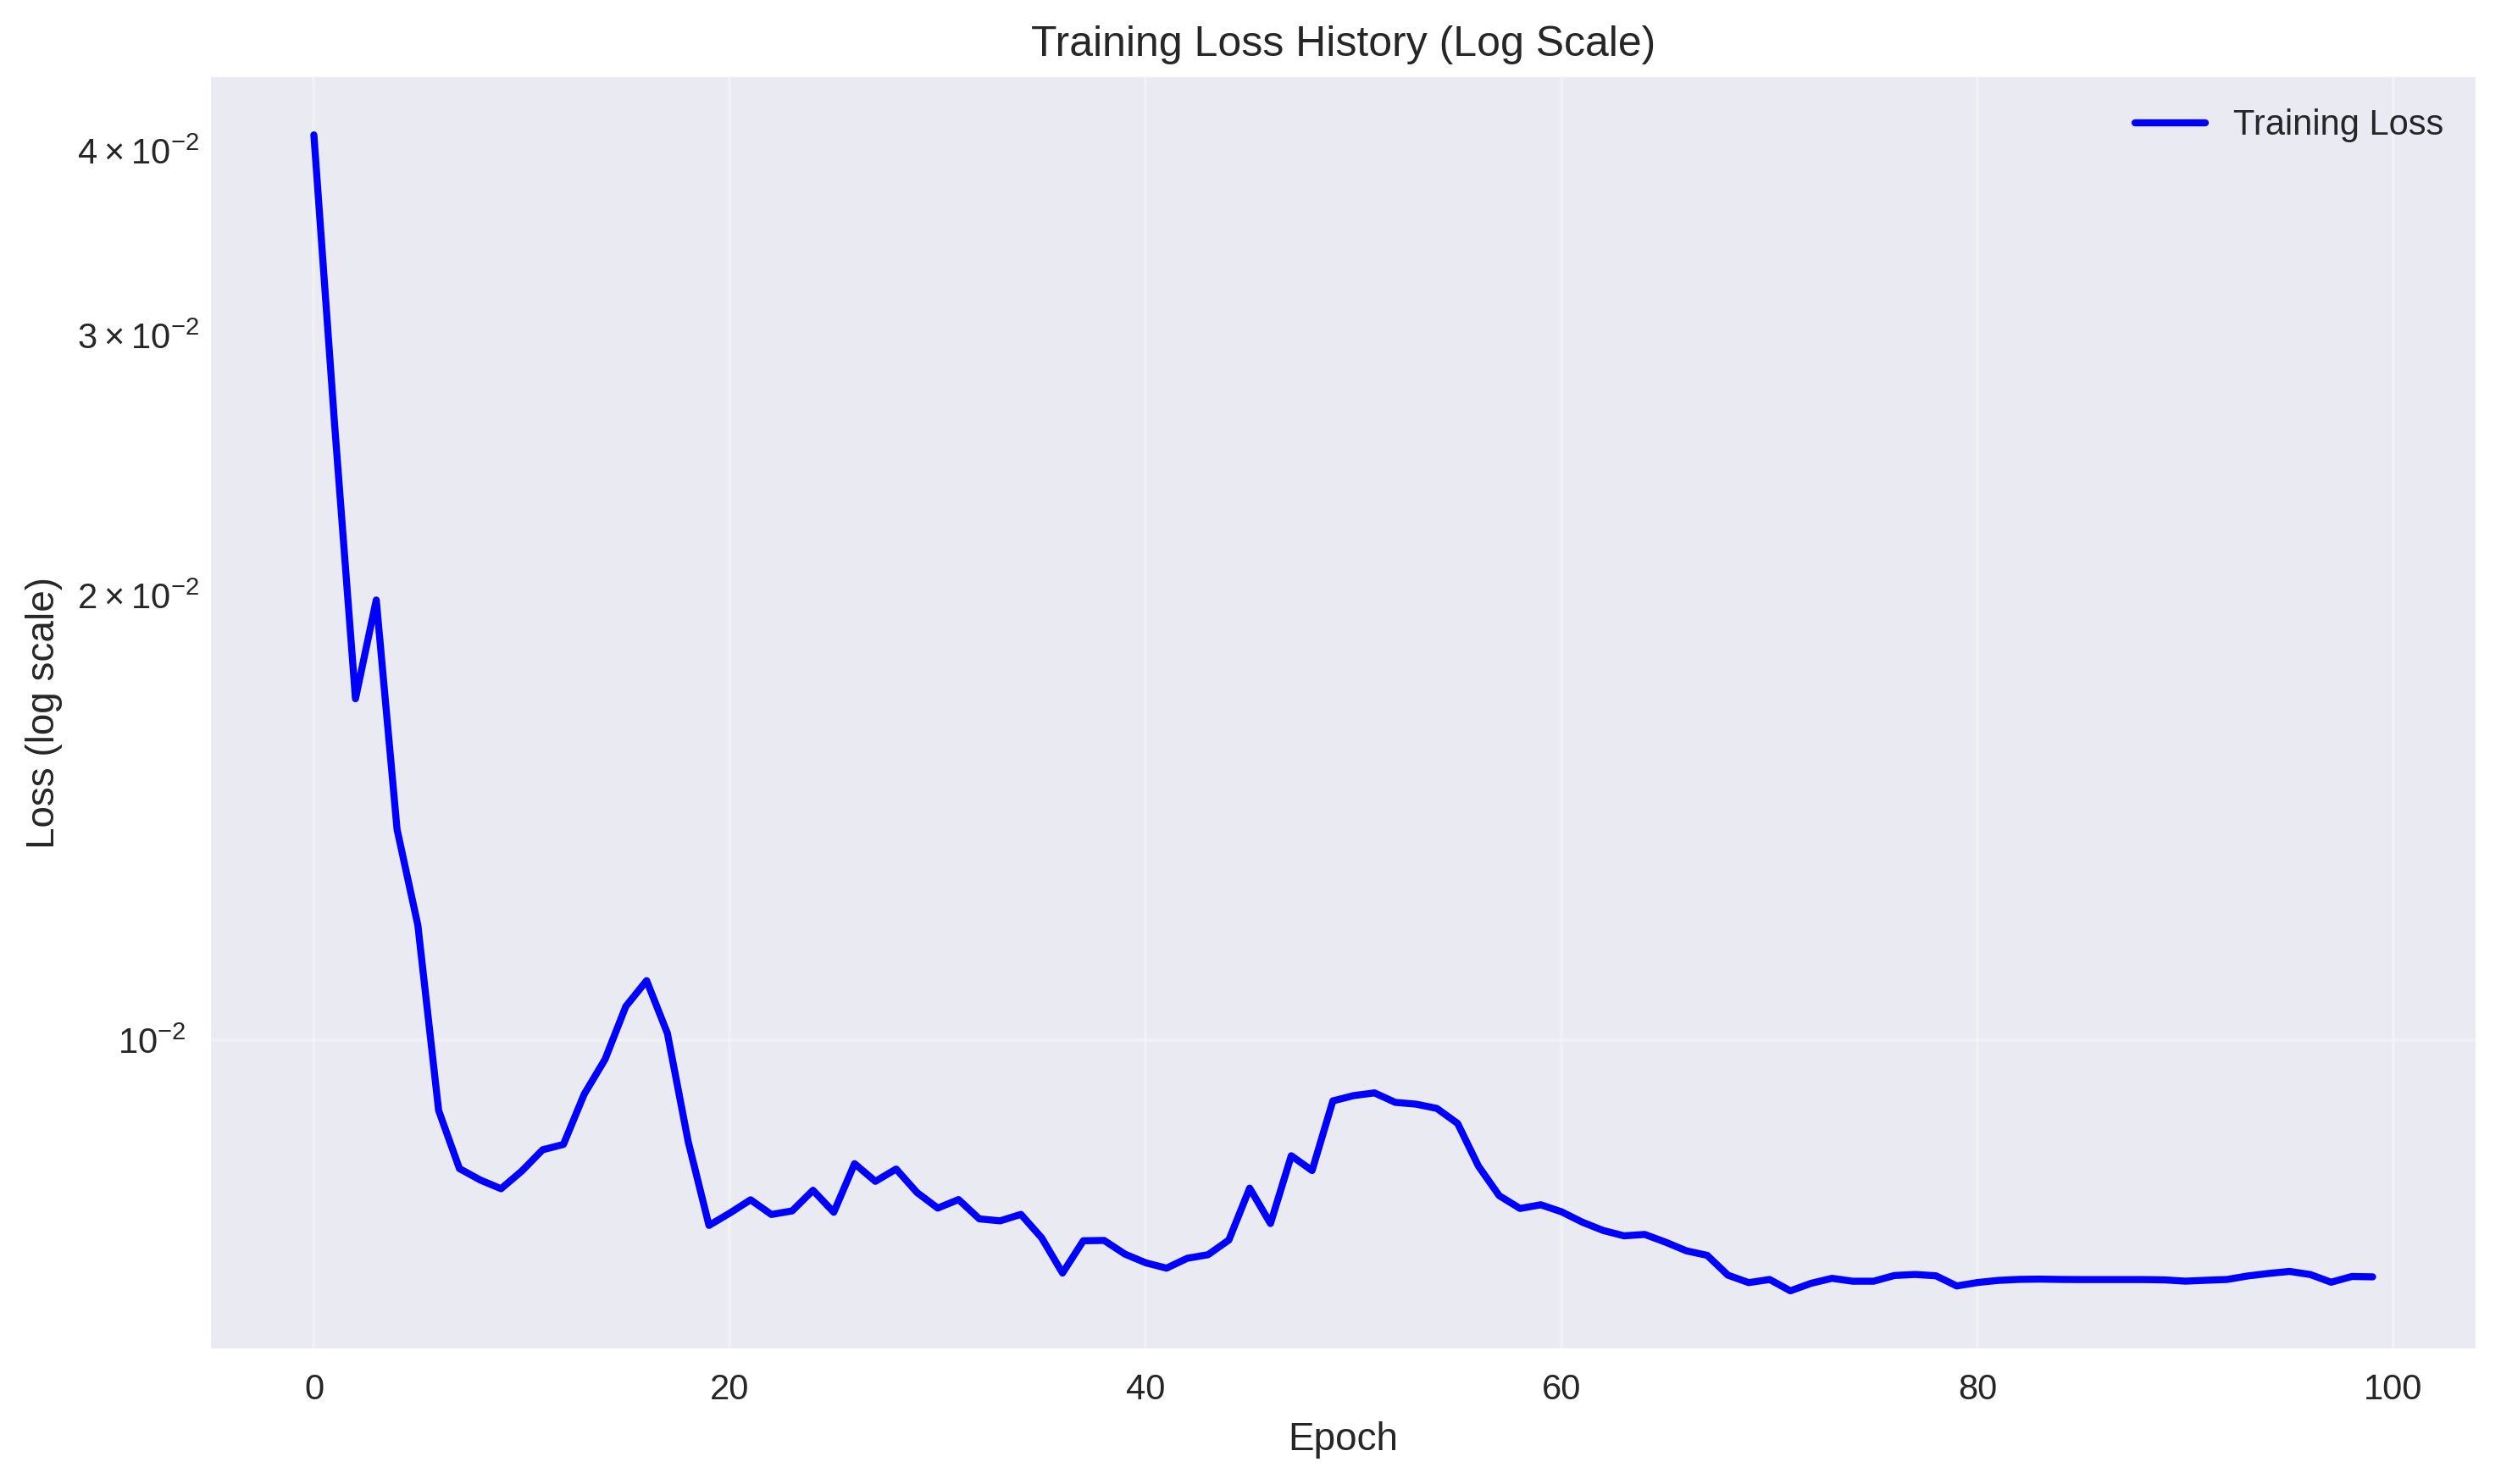 Training Loss History (Log Scale)
Training Loss
4 × 10⁻²
3 × 10⁻²
2 × 10⁻²
10⁻²
Loss (log scale)
0 20 40 60 80 100
Epoch